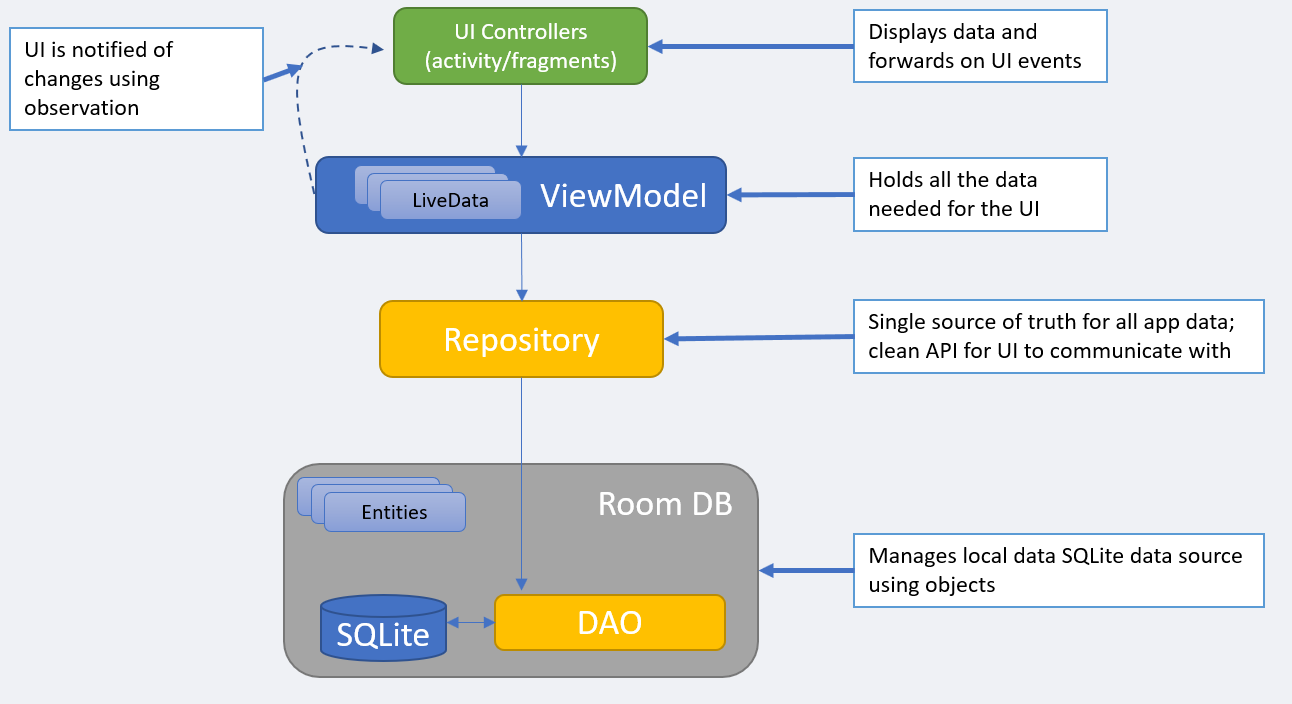 UI is notified of
changes using
observation
UI Controllers
(activity/fragments)
Displays data and
forwards on UI events
LiveData
ViewModel
Holds all the data
needed for the UI
Repository
Single source of truth for all app data;
clean API for UI to communicate with
Entities
Room DB
Manages local data SQLite data source
using objects
SQLite
DAO